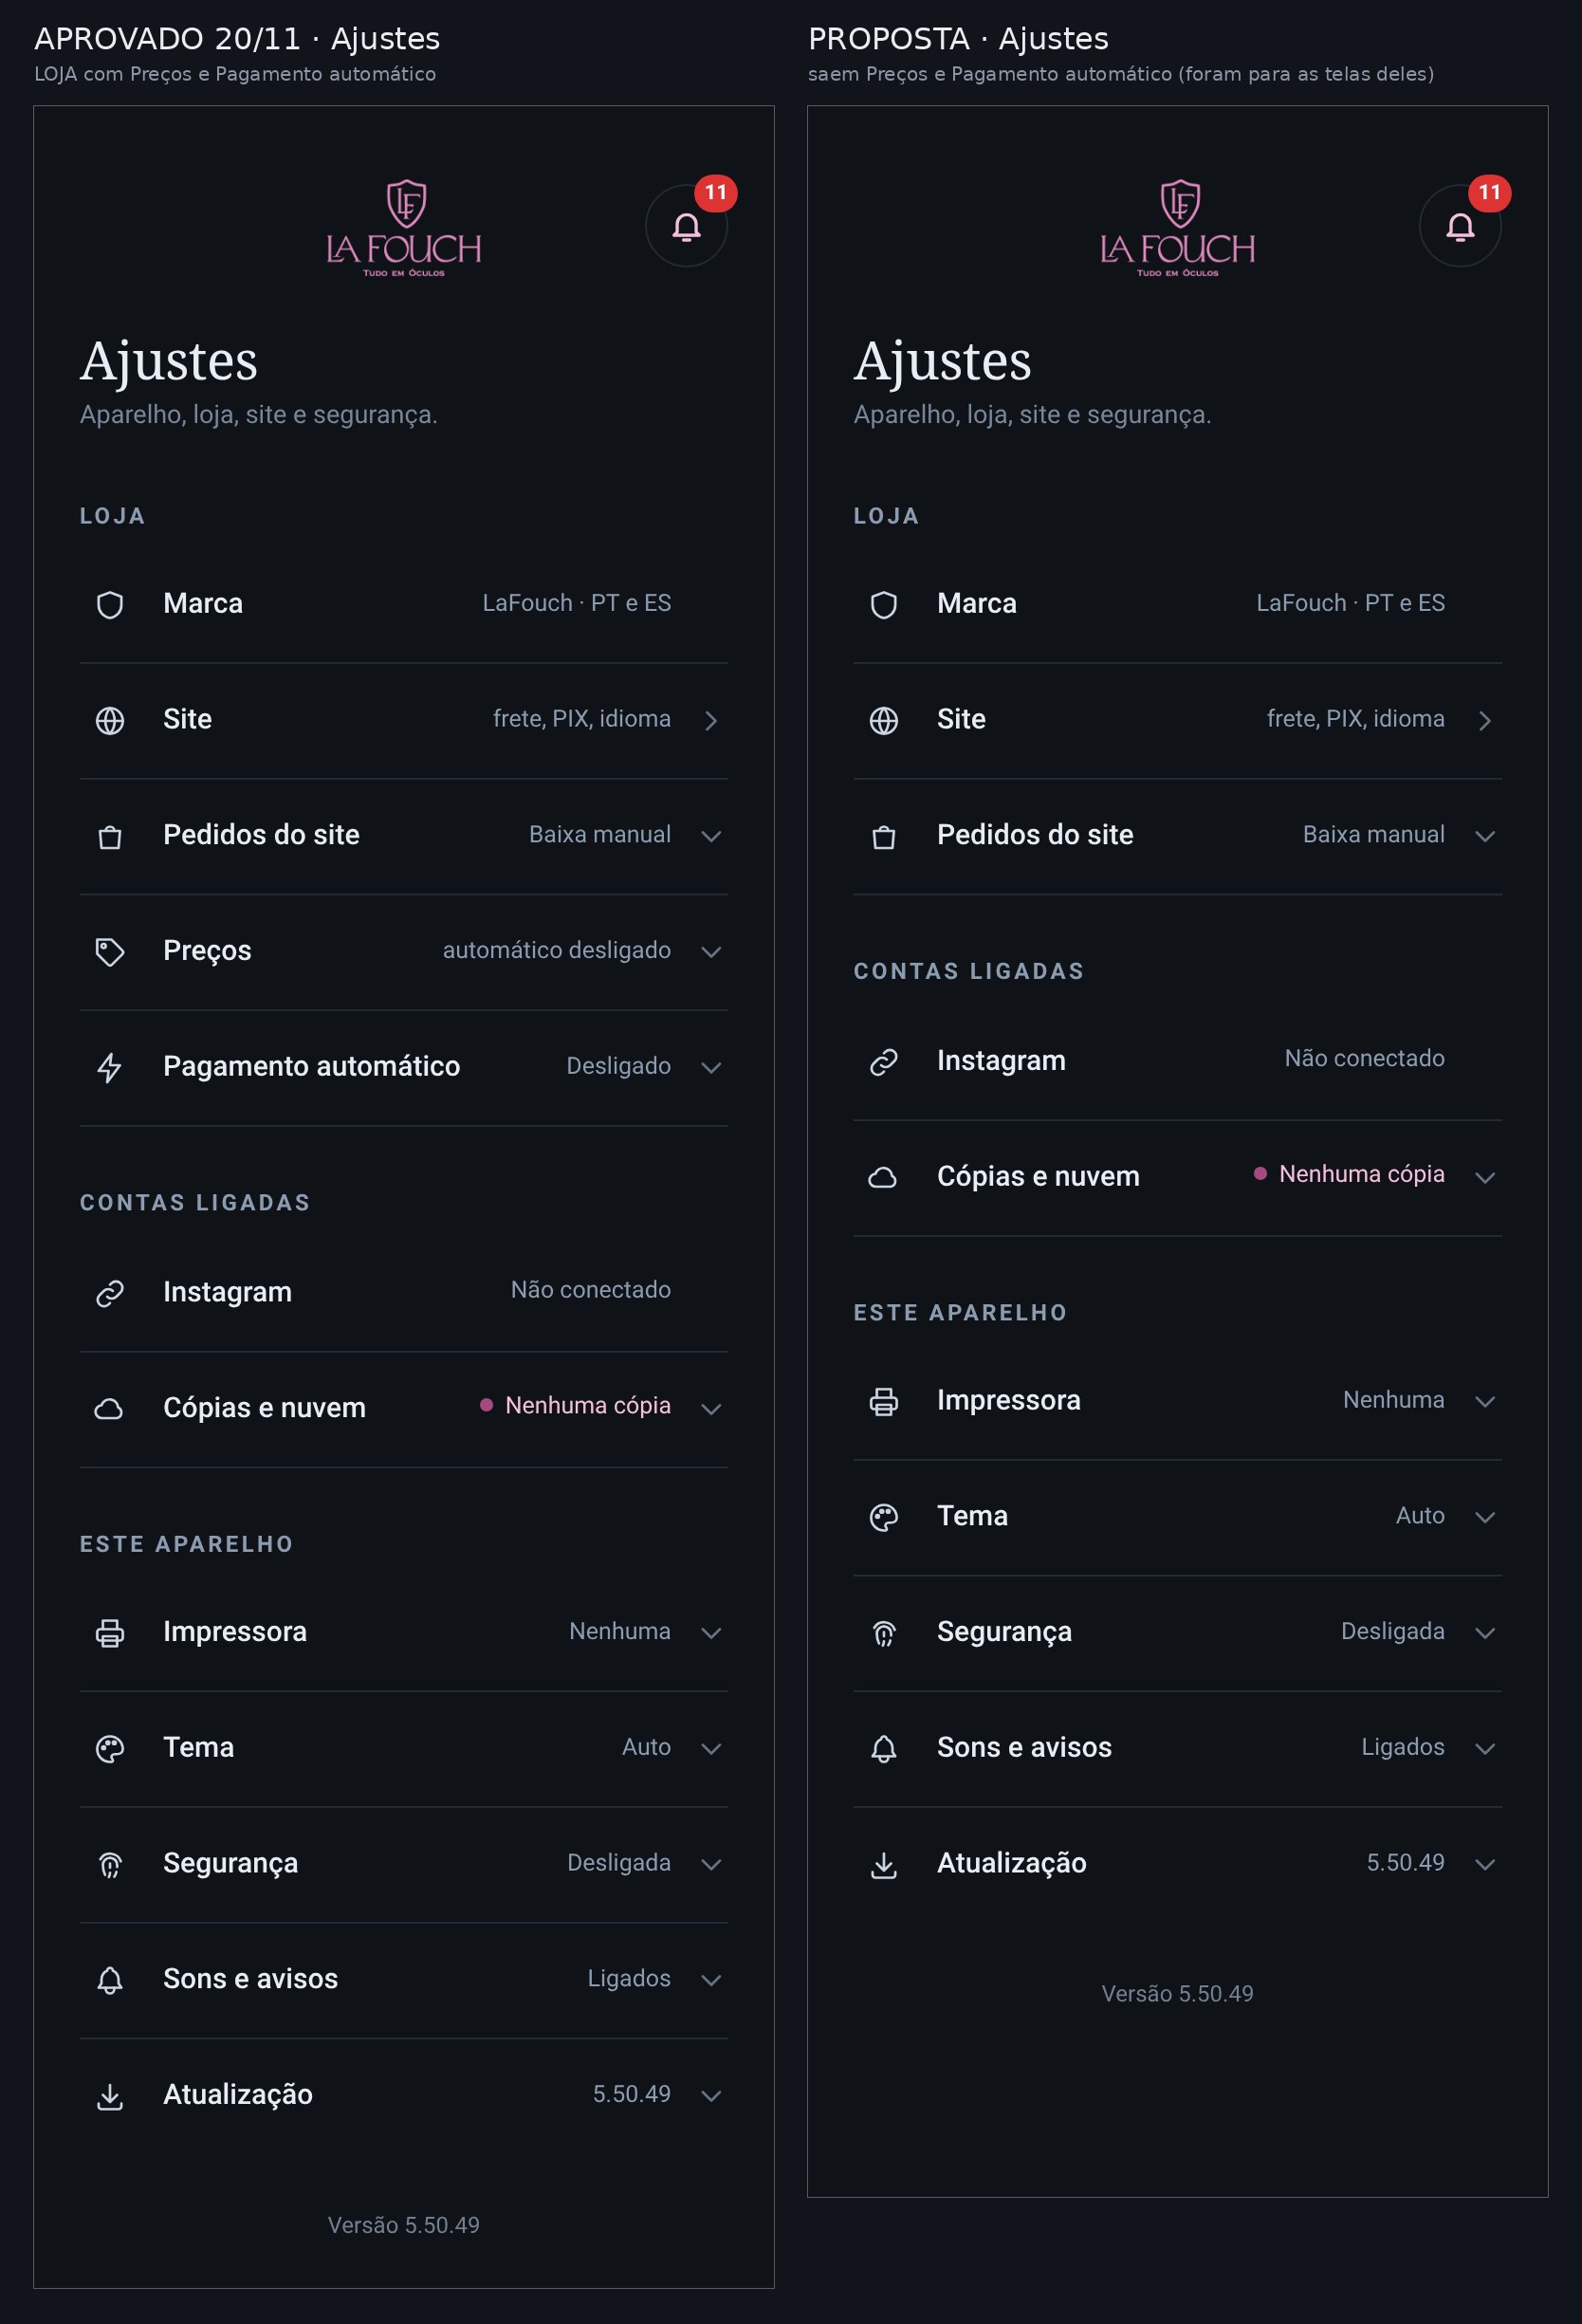 APROVADO 20/11 · Ajustes
LOJA com Preços e Pagamento automático
LF
LA FOUCH
TUDO EM ÓCULOS
11
Ajustes
Aparelho, loja, site e segurança.
LOJA
Marca LaFouch · PT e ES
Site frete, PIX, idioma
Pedidos do site Baixa manual
Preços automático desligado
Pagamento automático Desligado
CONTAS LIGADAS
Instagram Não conectado
Cópias e nuvem Nenhuma cópia
ESTE APARELHO
Impressora Nenhuma
Tema Auto
Segurança Desligada
Sons e avisos Ligados
Atualização 5.50.49
Versão 5.50.49
PROPOSTA · Ajustes
saem Preços e Pagamento automático (foram para as telas deles)
LF
LA FOUCH
TUDO EM ÓCULOS
11
Ajustes
Aparelho, loja, site e segurança.
LOJA
Marca LaFouch · PT e ES
Site frete, PIX, idioma
Pedidos do site Baixa manual
CONTAS LIGADAS
Instagram Não conectado
Cópias e nuvem Nenhuma cópia
ESTE APARELHO
Impressora Nenhuma
Tema Auto
Segurança Desligada
Sons e avisos Ligados
Atualização 5.50.49
Versão 5.50.49